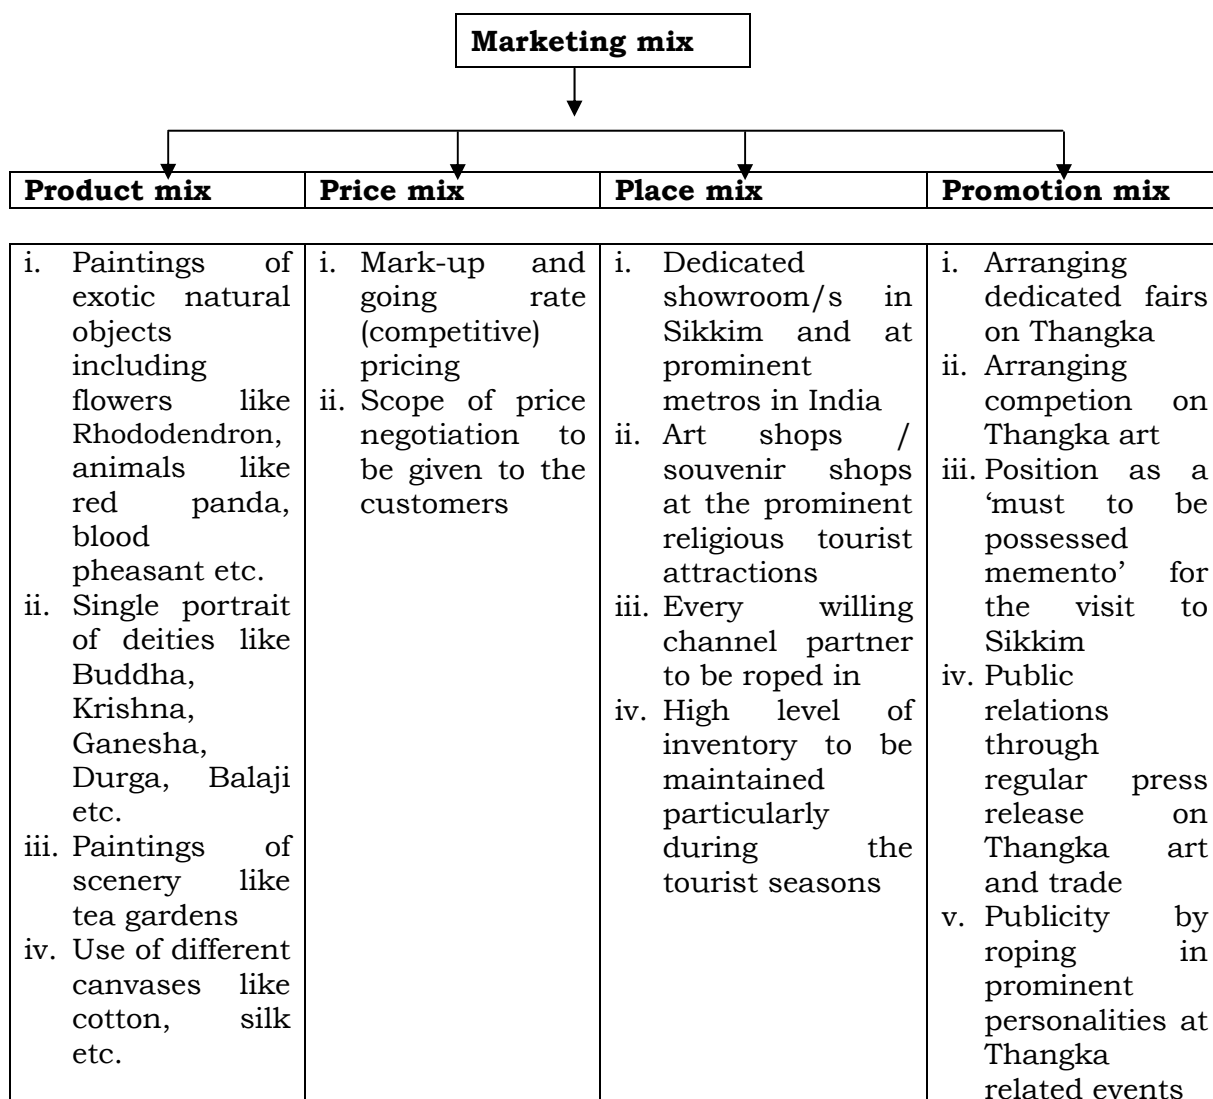 Marketing mix
Product mix
Price mix
Place mix
Promotion mix
i. Paintings of
exotic natural
objects
including
flowers like
Rhododendron,
animals like
red panda,
blood
pheasant etc.
ii. Single portrait
of deities like
Buddha,
Krishna,
Ganesha,
Durga, Balaji
etc.
iii. Paintings of
scenery like
tea gardens
iv. Use of different
canvases like
cotton, silk
etc.
i. Mark-up and
going rate
(competitive)
pricing
ii. Scope of price
negotiation to
be given to the
customers
i. Dedicated
showroom/s in
Sikkim and at
prominent
metros in India
ii. Art shops /
souvenir shops
at the prominent
religious tourist
attractions
iii. Every willing
channel partner
to be roped in
iv. High level of
inventory to be
maintained
particularly
during the
tourist seasons
i. Arranging
dedicated fairs
on Thangka
ii. Arranging
competion on
Thangka art
iii. Position as a
‘must to be
possessed
memento’ for
the visit to
Sikkim
iv. Public
relations
through
regular press
release on
Thangka art
and trade
v. Publicity by
roping in
prominent
personalities at
Thangka
related events